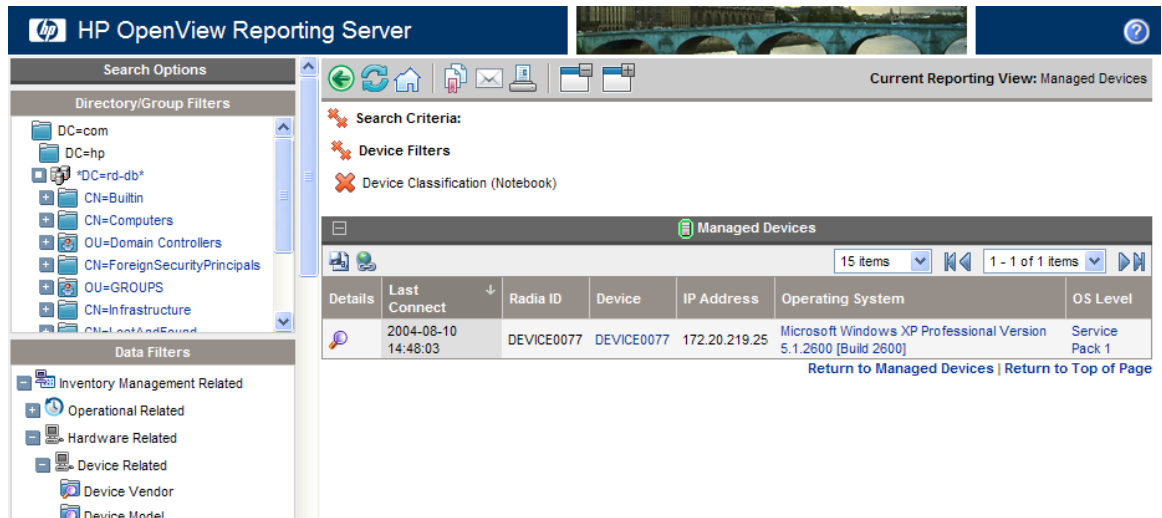 hp HP OpenView Reporting Server
Search Options
Directory/Group Filters
DC=com
DC=hp
*DC=rd-db*
CN=Builtin
CN=Computers
OU=Domain Controllers
CN=ForeignSecurityPrincipals
OU=GROUPS
CN=Infrastructure
CN=LostAndFound
Data Filters
Inventory Management Related
Operational Related
Hardware Related
Device Related
Device Vendor
Device Model
Current Reporting View: Managed Devices
Search Criteria:
Device Filters
Device Classification (Notebook)
Managed Devices
15 items 1 - 1 of 1 items
Details Last Connect Radia ID Device IP Address Operating System OS Level
2004-08-10 14:48:03 DEVICE0077 DEVICE0077 172.20.219.25 Microsoft Windows XP Professional Version 5.1.2600 [Build 2600] Service Pack 1
Return to Managed Devices | Return to Top of Page